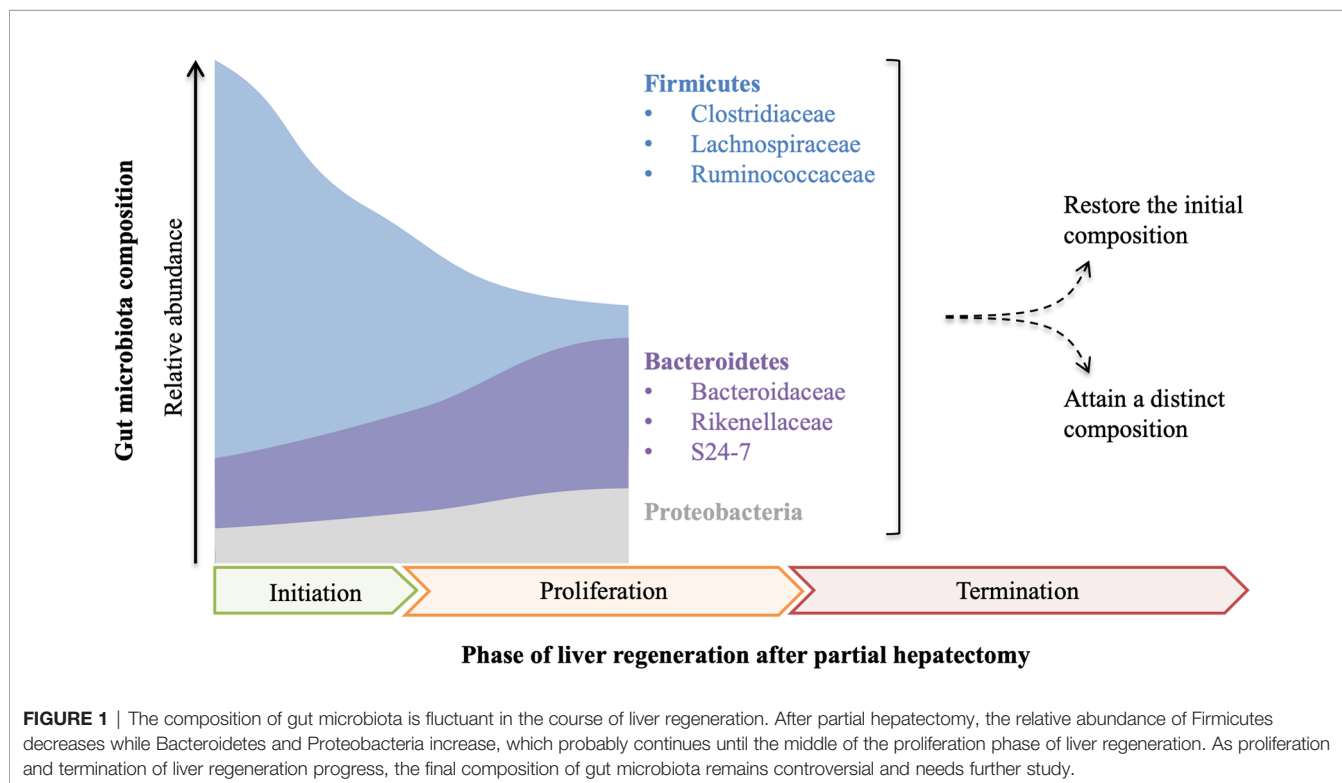 Gut microbiota composition
Relative abundance
Firmicutes
• Clostridiaceae
• Lachnospiraceae
• Ruminococcaceae
Bacteroidetes
• Bacteroidaceae
• Rikenellaceae
• S24-7
Proteobacteria
Restore the initial
composition
Attain a distinct
composition
Initiation
Proliferation
Termination
Phase of liver regeneration after partial hepatectomy
FIGURE 1 | The composition of gut microbiota is fluctuant in the course of liver regeneration. After partial hepatectomy, the relative abundance of Firmicutes
decreases while Bacteroidetes and Proteobacteria increase, which probably continues until the middle of the proliferation phase of liver regeneration. As proliferation
and termination of liver regeneration progress, the final composition of gut microbiota remains controversial and needs further study.